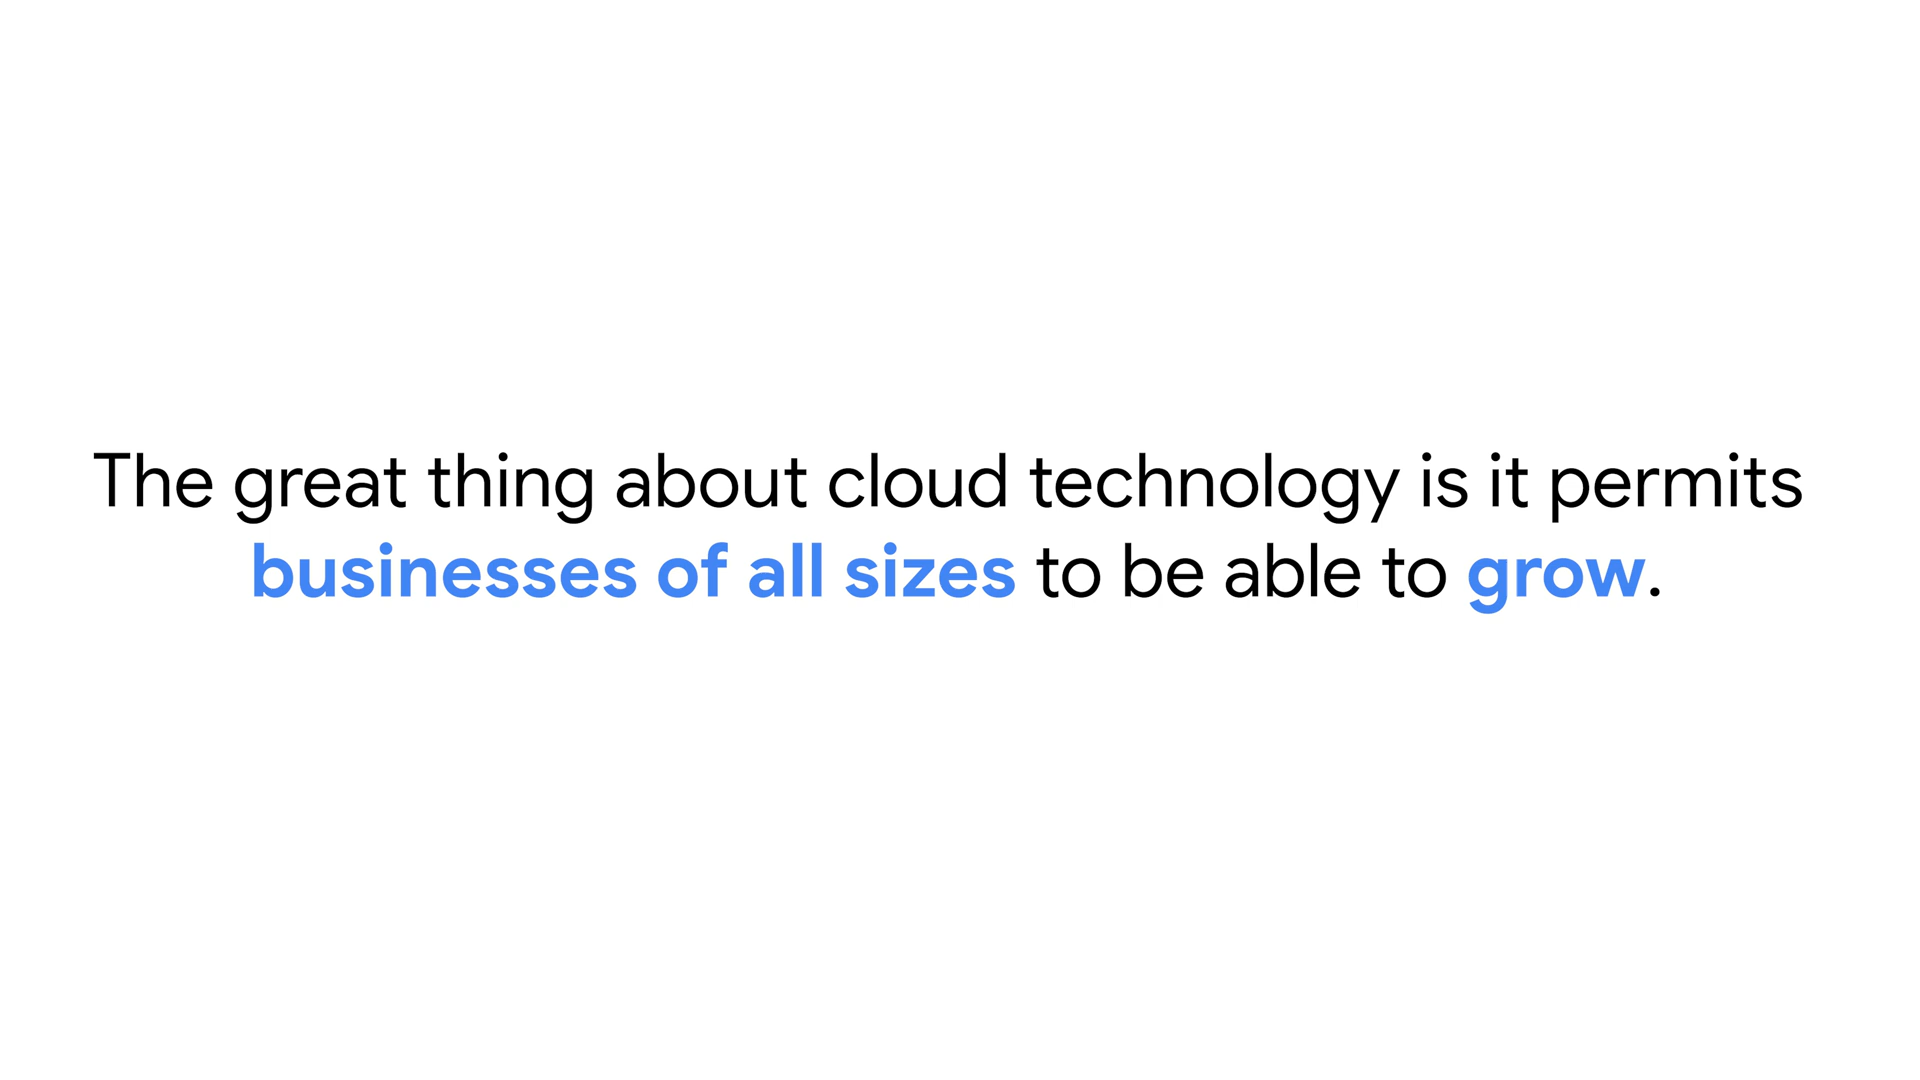 The great thing about cloud technology is it permits
businesses of all sizes to be able to grow.